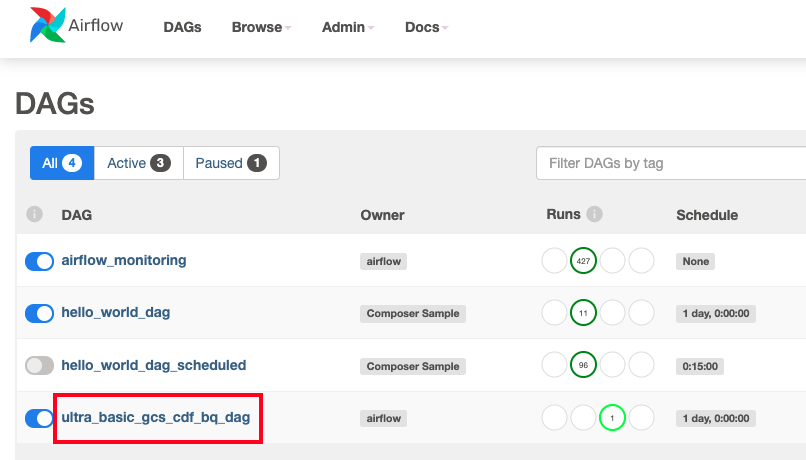 Airflow DAGs Browse Admin Docs
DAGs
All 4 Active 3 Paused 1 Filter DAGs by tag
i DAG Owner Runs i Schedule
airflow_monitoring airflow 427 None
hello_world_dag Composer Sample 11 1 day, 0:00:00
hello_world_dag_scheduled Composer Sample 96 0:15:00
ultra_basic_gcs_cdf_bq_dag airflow 1 1 day, 0:00:00